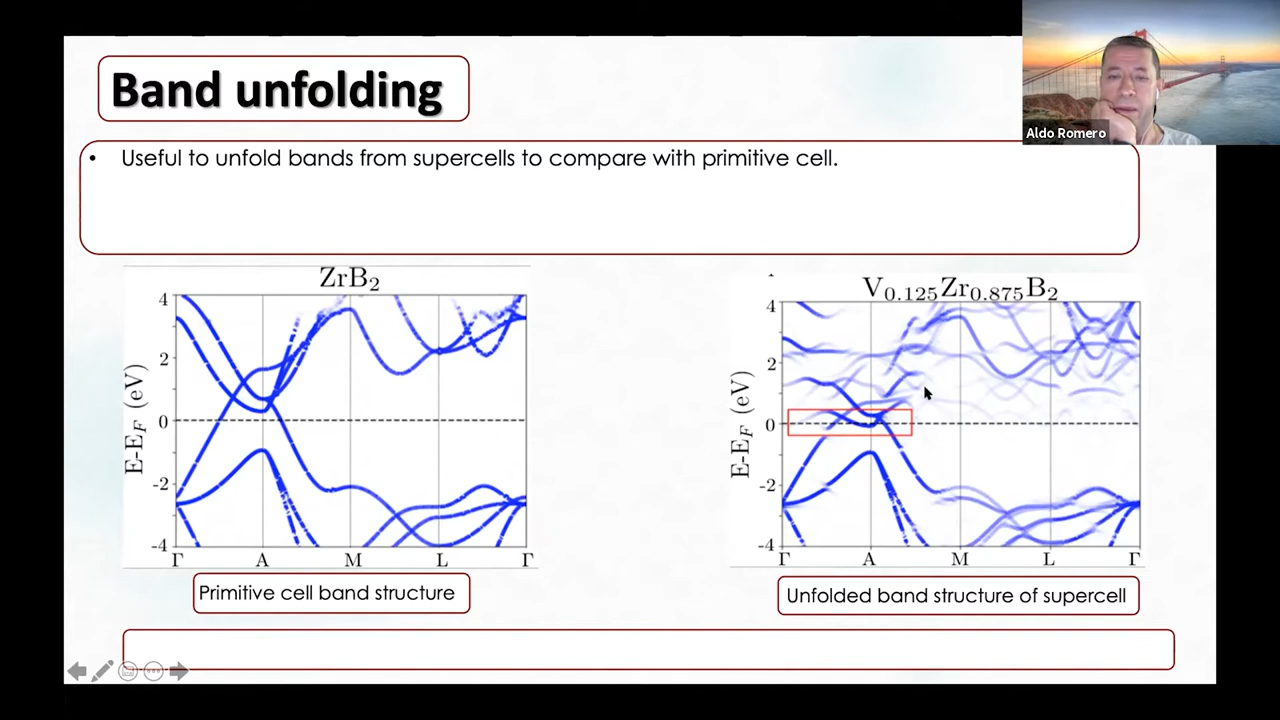 Band unfolding
Aldo Romero
• Useful to unfold bands from supercells to compare with primitive cell.
ZrB₂
E-E_F (eV)
4
2
0
-2
-4
Γ A M L Γ
Primitive cell band structure
V₀.₁₂₅Zr₀.₈₇₅B₂
E-E_F (eV)
4
2
0
-2
-4
Γ A M L Γ
Unfolded band structure of supercell